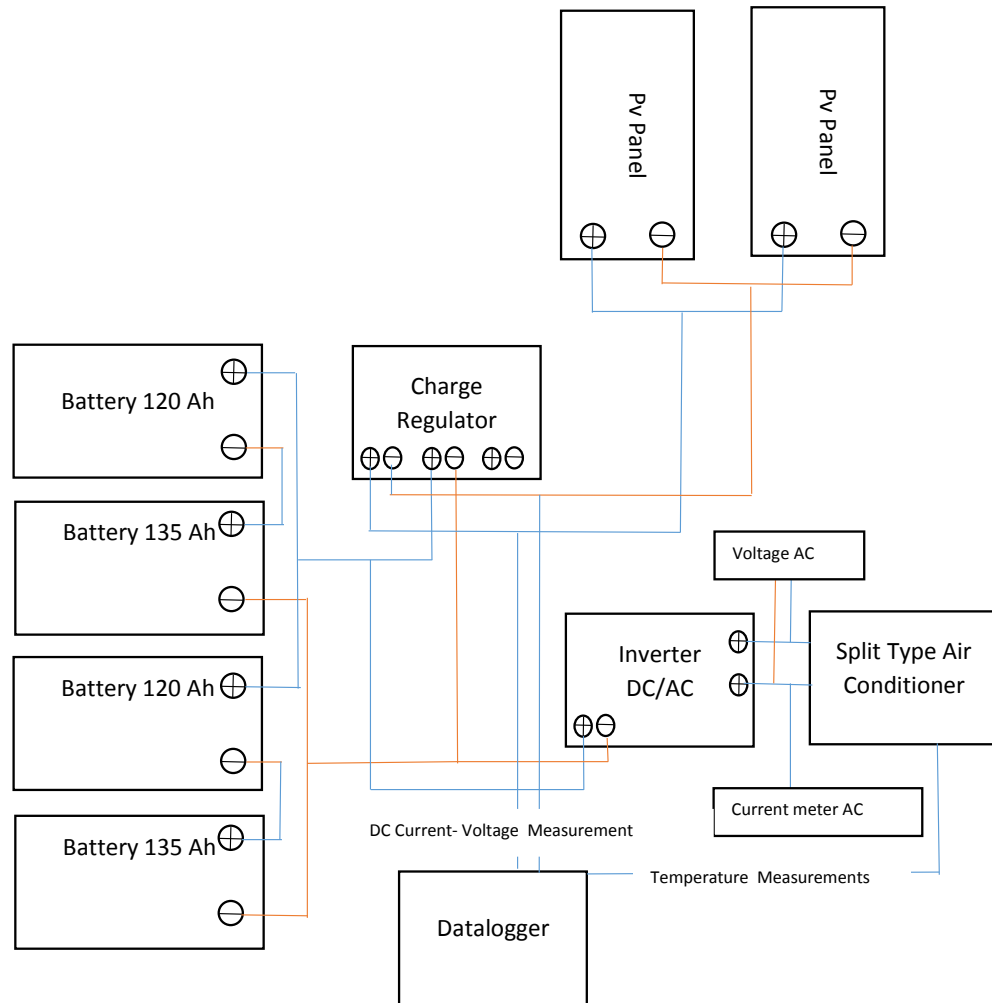 Pv Panel
Pv Panel
Battery 120 Ah
Charge
Regulator
Battery 135 Ah
Voltage AC
Inverter
DC/AC
Split Type Air
Conditioner
Battery 120 Ah
Current meter AC
DC Current- Voltage Measurement
Battery 135 Ah
Temperature Measurements
Datalogger